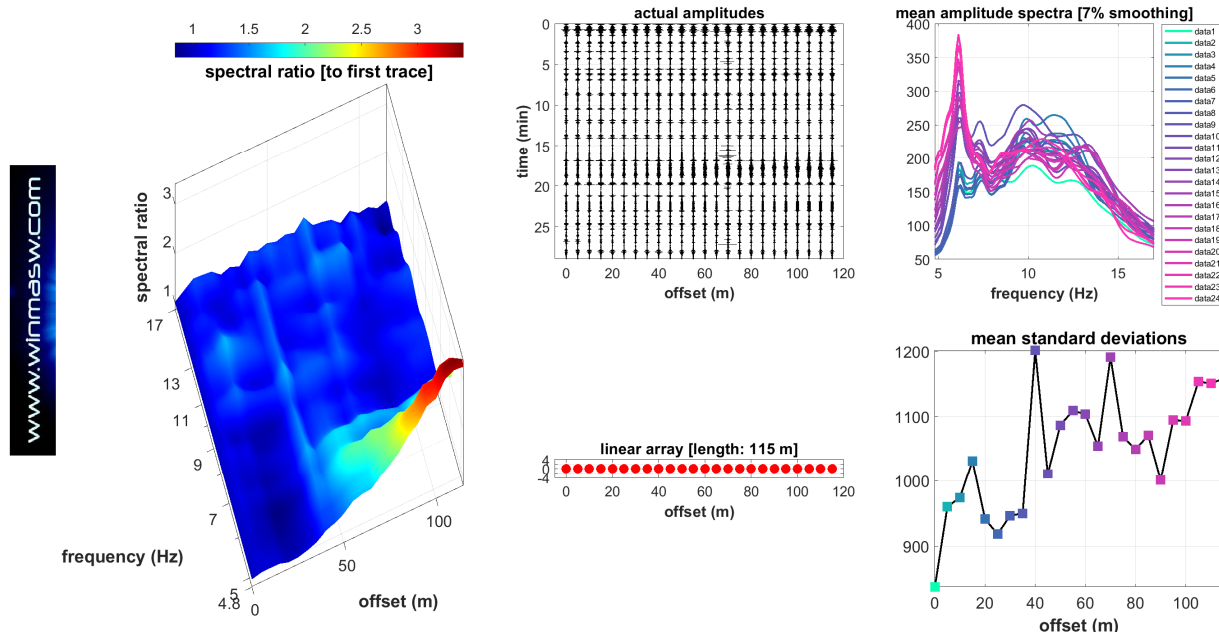 www.winmasw.com
1 1.5 2 2.5 3
spectral ratio [to first trace]
spectral ratio
3
2
1
17
13
11
9
7
5
4.8
frequency (Hz)
0
50
100
offset (m)
actual amplitudes
time (min)
0
5
10
15
20
25
0 10 20 30 40 50 60 70 80 90 100 110 120
offset (m)
linear array [length: 115 m]
4
0
-4
0 20 40 60 80 100 120
offset (m)
mean amplitude spectra [7% smoothing]
400
350
300
250
200
150
100
50
5 10 15
frequency (Hz)
data1
data2
data3
data4
data5
data6
data7
data8
data9
data10
data11
data12
data13
data14
data15
data16
data17
data18
data19
data20
data21
data22
data23
data24
mean standard deviations
1200
1100
1000
900
0 20 40 60 80 100
offset (m)